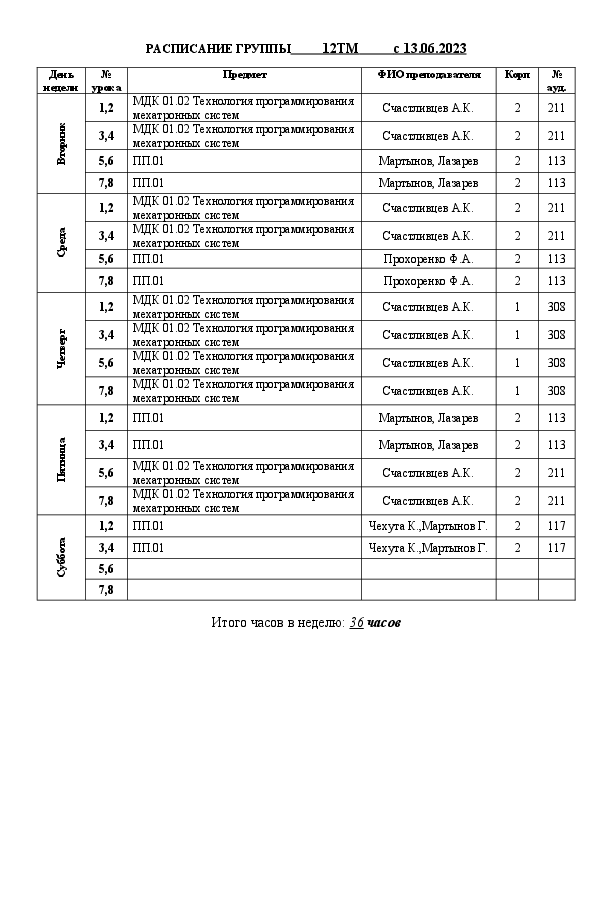 РАСПИСАНИЕ ГРУППЫ 12ТМ с 13.06.2023
День недели № урока Предмет ФИО преподавателя Корп № ауд.
Вторник
1,2 МДК 01.02 Технология программирования мехатронных систем Счастливцев А.К. 2 211
3,4 МДК 01.02 Технология программирования мехатронных систем Счастливцев А.К. 2 211
5,6 ПП.01 Мартынов, Лазарев 2 113
7,8 ПП.01 Мартынов, Лазарев 2 113
Среда
1,2 МДК 01.02 Технология программирования мехатронных систем Счастливцев А.К. 2 211
3,4 МДК 01.02 Технология программирования мехатронных систем Счастливцев А.К. 2 211
5,6 ПП.01 Прохоренко Ф.А. 2 113
7,8 ПП.01 Прохоренко Ф.А. 2 113
Четверг
1,2 МДК 01.02 Технология программирования мехатронных систем Счастливцев А.К. 1 308
3,4 МДК 01.02 Технология программирования мехатронных систем Счастливцев А.К. 1 308
5,6 МДК 01.02 Технология программирования мехатронных систем Счастливцев А.К. 1 308
7,8 МДК 01.02 Технология программирования мехатронных систем Счастливцев А.К. 1 308
Пятница
1,2 ПП.01 Мартынов, Лазарев 2 113
3,4 ПП.01 Мартынов, Лазарев 2 113
5,6 МДК 01.02 Технология программирования мехатронных систем Счастливцев А.К. 2 211
7,8 МДК 01.02 Технология программирования мехатронных систем Счастливцев А.К. 2 211
Суббота
1,2 ПП.01 Чехута К.,Мартынов Г. 2 117
3,4 ПП.01 Чехута К.,Мартынов Г. 2 117
5,6
7,8
Итого часов в неделю: 36 часов